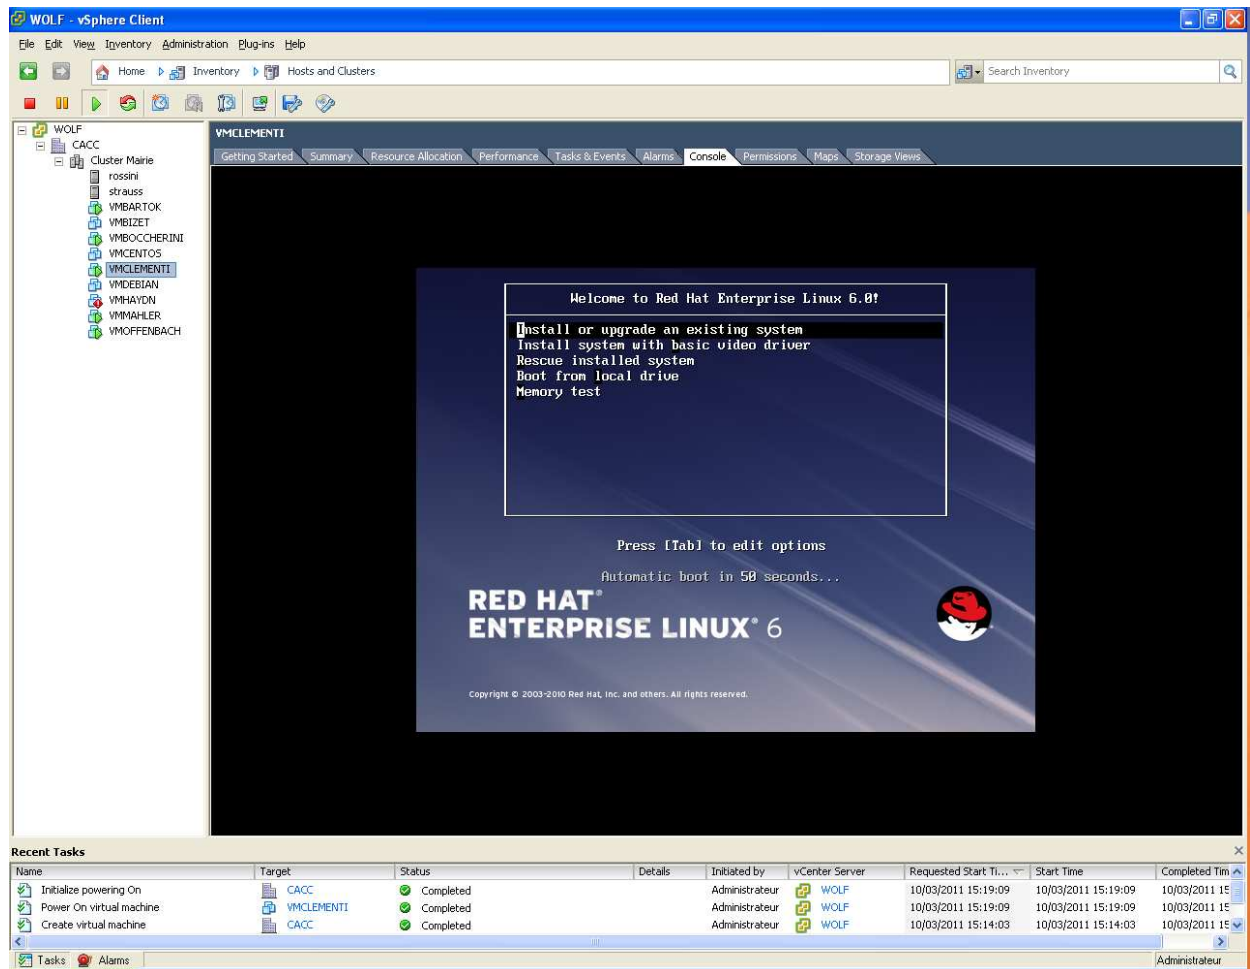 WOLF - vSphere Client
File Edit View Inventory Administration Plug-ins Help
Home Inventory Hosts and Clusters Search Inventory
WOLF
CACC
Cluster Mairie
rossini
strauss
VMBARTOK
VMBIZET
VMBOCCHERINI
VMCENTOS
VMCLEMENTI
VMDEBIAN
VMHAYDN
VMMAHLER
VMOFFENBACH
VMCLEMENTI
Getting Started Summary Resource Allocation Performance Tasks & Events Alarms Console Permissions Maps Storage Views
Welcome to Red Hat Enterprise Linux 6.0!
Install or upgrade an existing system
Install system with basic video driver
Rescue installed system
Boot from local drive
Memory test
Press [Tab] to edit options
Automatic boot in 50 seconds...
RED HAT®
ENTERPRISE LINUX® 6
Copyright © 2003-2010 Red Hat, Inc. and others. All rights reserved.
Recent Tasks
Name Target Status Details Initiated by vCenter Server Requested Start Ti... Start Time Completed Tim
Initialize powering On CACC Completed Administrateur WOLF 10/03/2011 15:19:09 10/03/2011 15:19:09 10/03/2011 15
Power On virtual machine VMCLEMENTI Completed Administrateur WOLF 10/03/2011 15:19:09 10/03/2011 15:19:09 10/03/2011 15
Create virtual machine CACC Completed Administrateur WOLF 10/03/2011 15:14:03 10/03/2011 15:14:03 10/03/2011 15
Tasks Alarms Administrateur